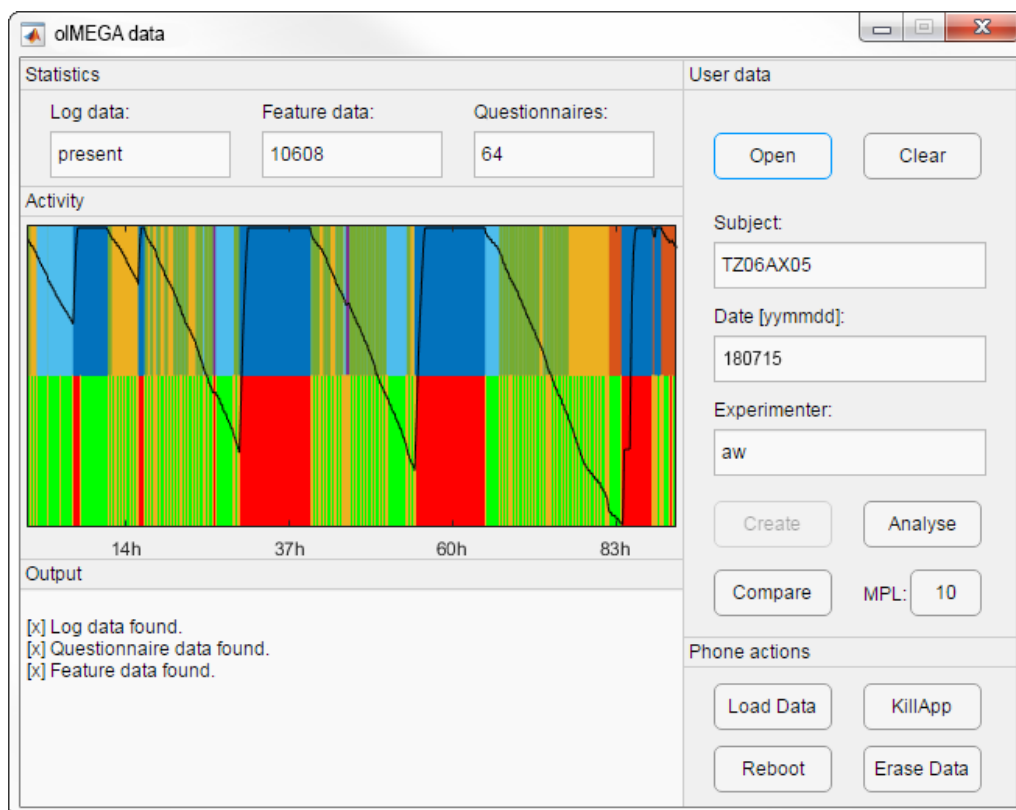 olMEGA data
Statistics
Log data:
Feature data:
Questionnaires:
present
10608
64
Activity
14h
37h
60h
83h
Output
[x] Log data found.
[x] Questionnaire data found.
[x] Feature data found.
User data
Open
Clear
Subject:
TZ06AX05
Date [yymmdd]:
180715
Experimenter:
aw
Create
Analyse
Compare
MPL:
10
Phone actions
Load Data
KillApp
Reboot
Erase Data